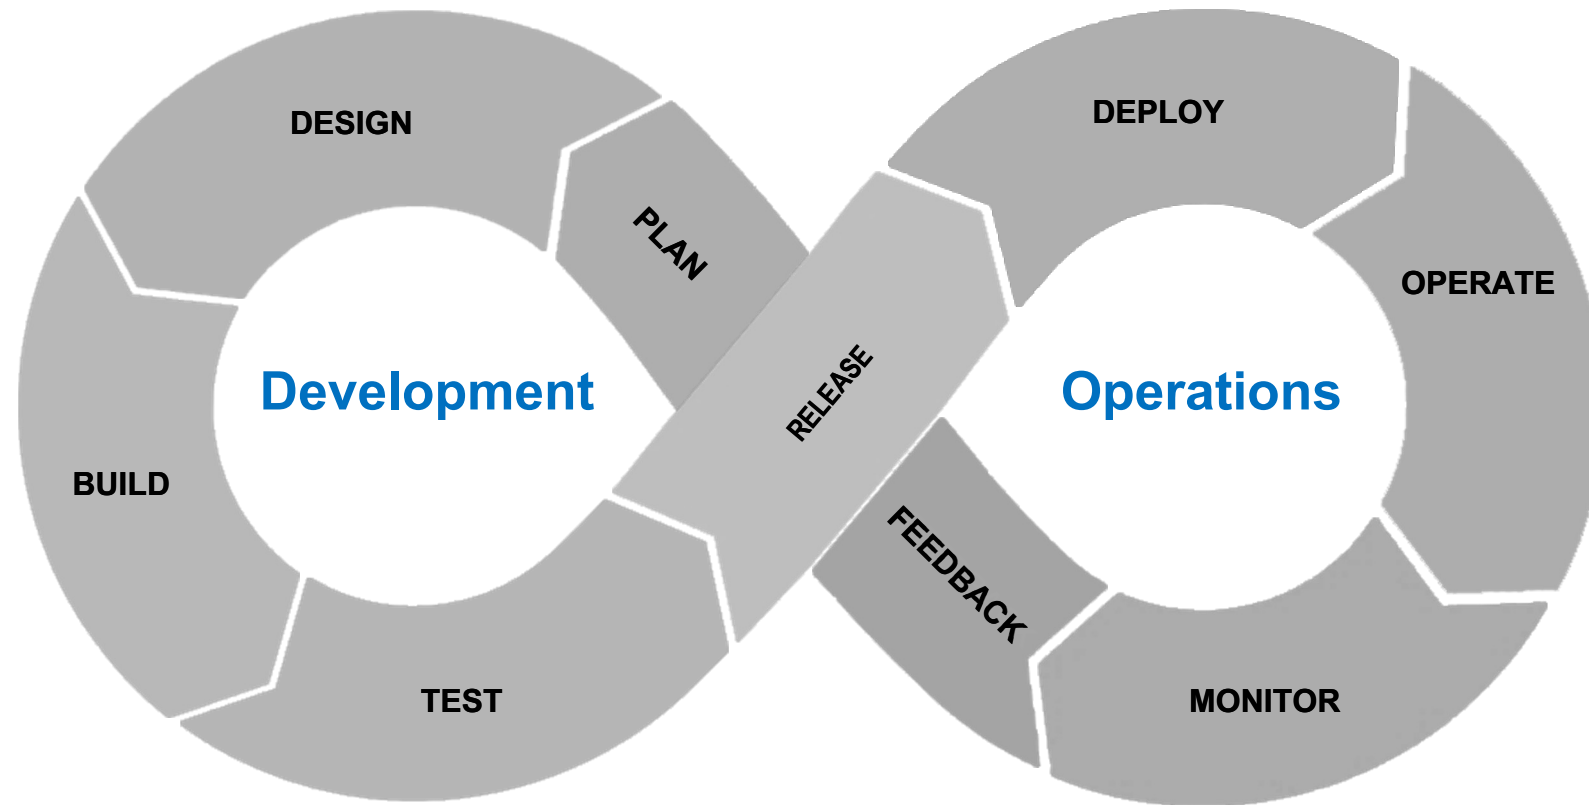 DESIGN
DEPLOY
PLAN
OPERATE
Development
RELEASE
Operations
BUILD
FEEDBACK
TEST
MONITOR